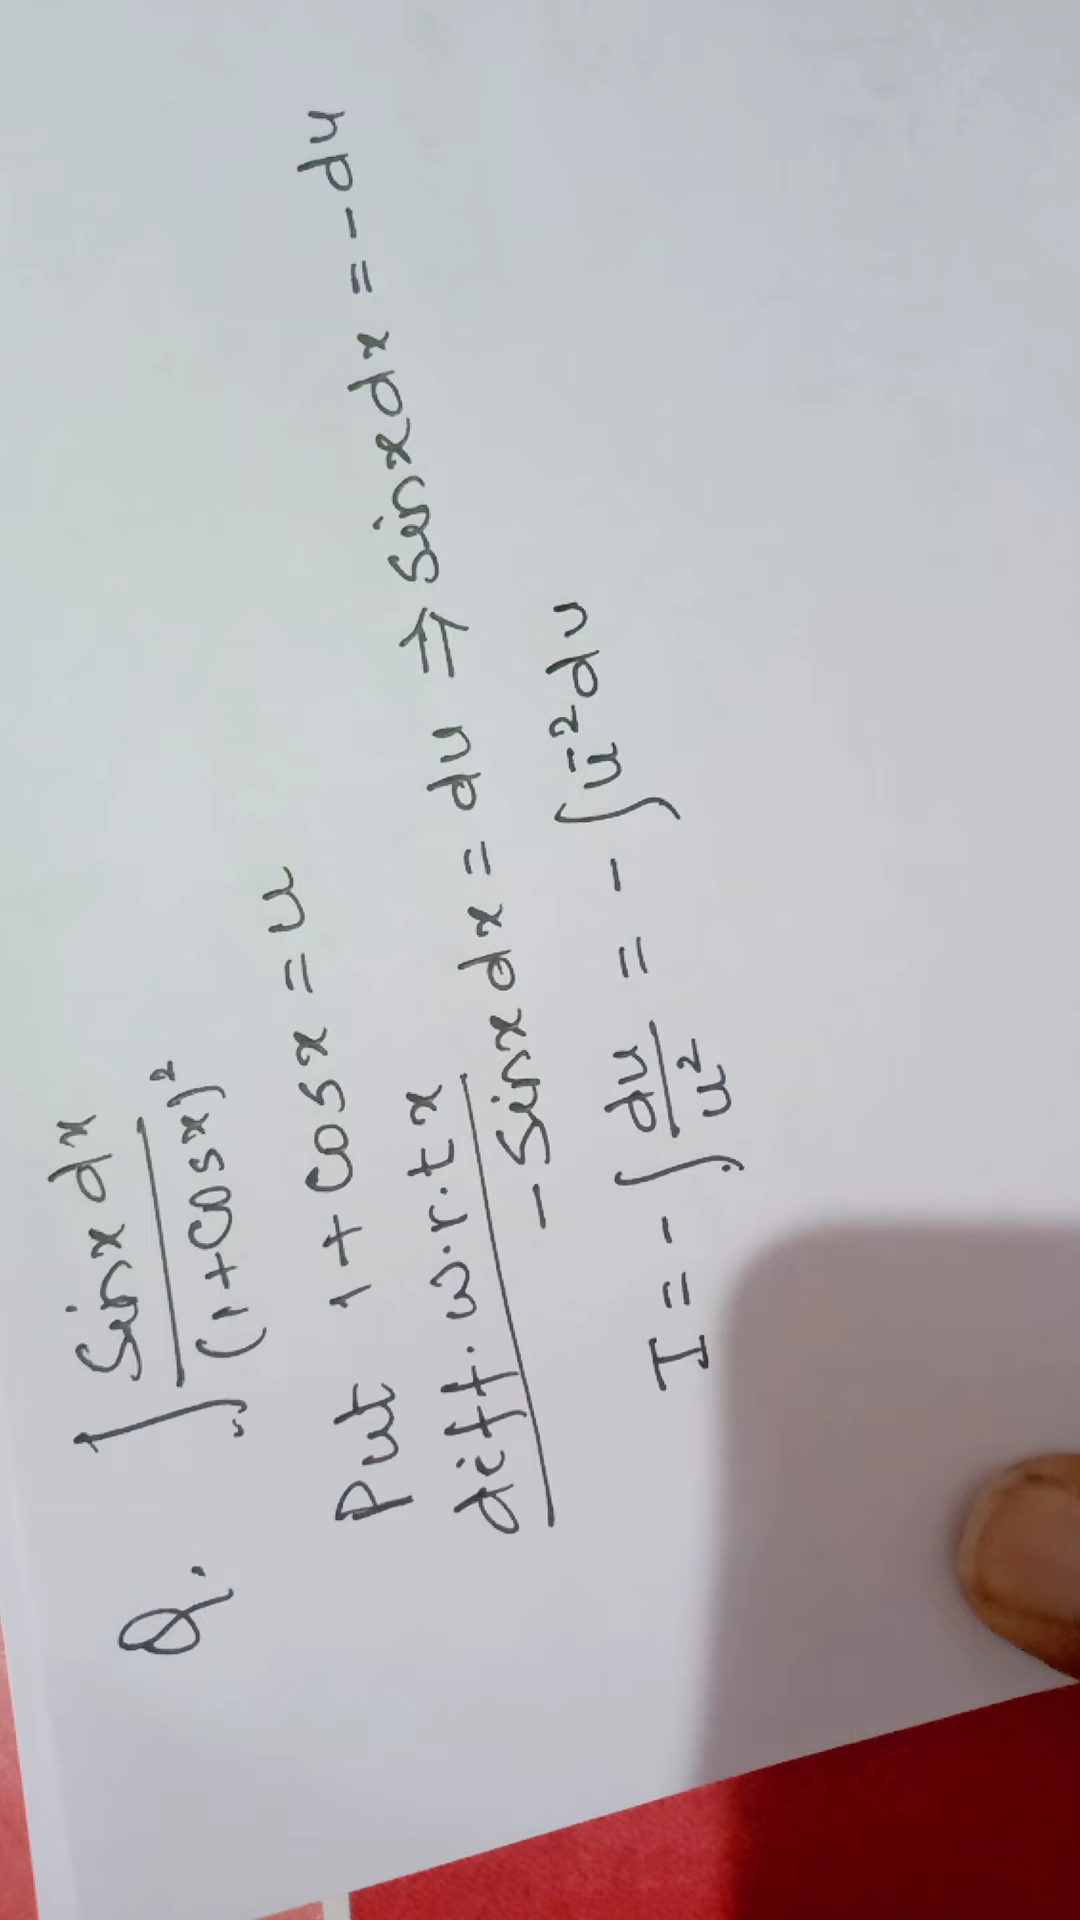 Q. ∫ Sinx dx / (1+cosx)²
Put 1+cosx = u
diff. w.r.t x
-Sinx dx = du ⇒ Sinx dx = -du
I = -∫ du/u² = -∫ u⁻² du